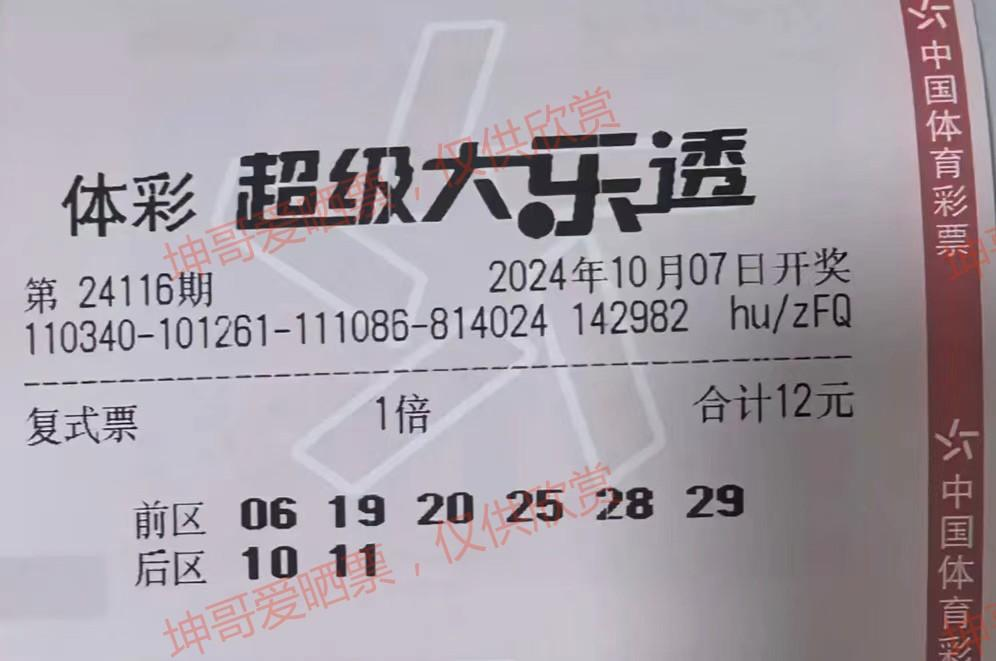 体彩 超级大乐透
第 24116期 2024年10月07日开奖
110340-101261-111086-814024 142982 hu/zFQ
复式票 1倍 合计12元
前区 06 19 20 25 28 29
后区 10 11
中国体育彩票
中国体育彩
坤哥爱晒票，仅供欣赏
坤哥爱晒票，仅供欣赏